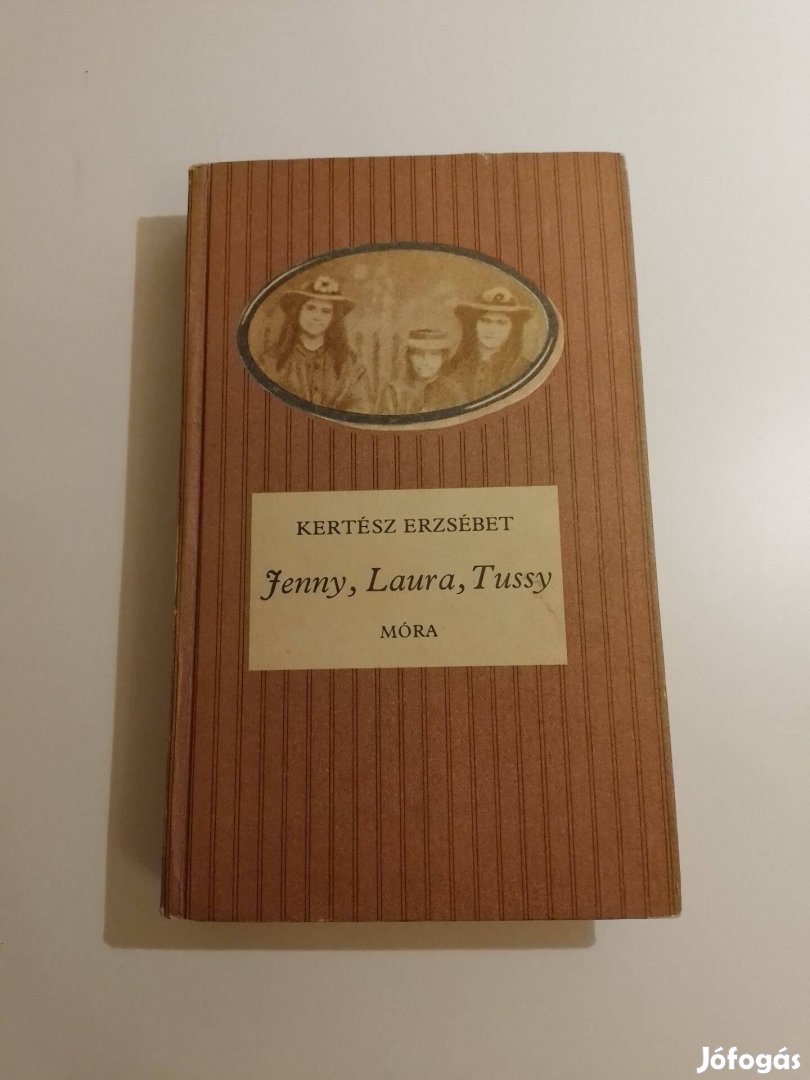 KERTÉSZ ERZSÉBET
Jenny, Laura, Tussy
MÓRA
Jófogás